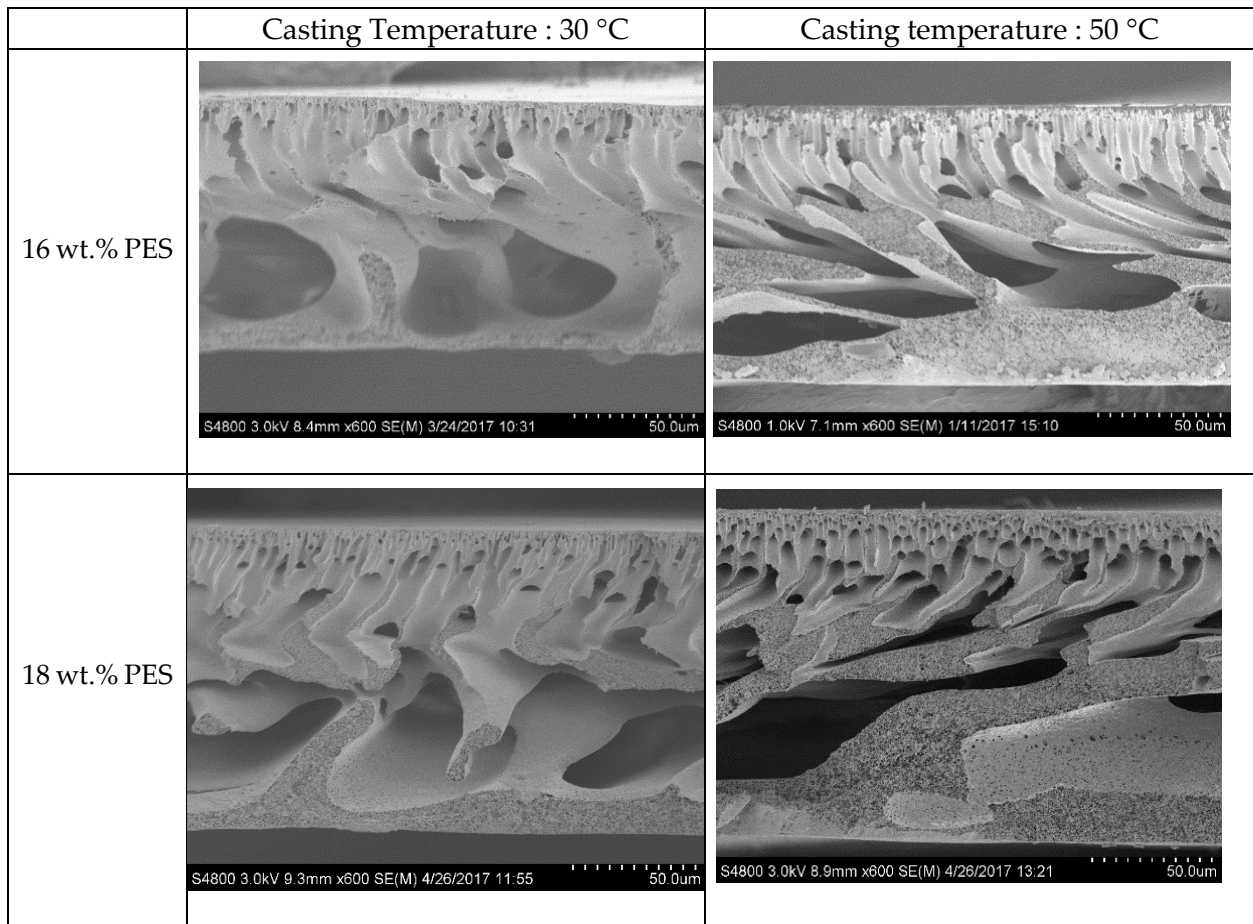 Casting Temperature : 30 °C
Casting temperature : 50 °C
16 wt.% PES
S4800 3.0kV 8.4mm x600 SE(M) 3/24/2017 10:31
50.0um
S4800 1.0kV 7.1mm x600 SE(M) 1/11/2017 15:10
50.0um
18 wt.% PES
S4800 3.0kV 9.3mm x600 SE(M) 4/26/2017 11:55
50.0um
S4800 3.0kV 8.9mm x600 SE(M) 4/26/2017 13:21
50.0um